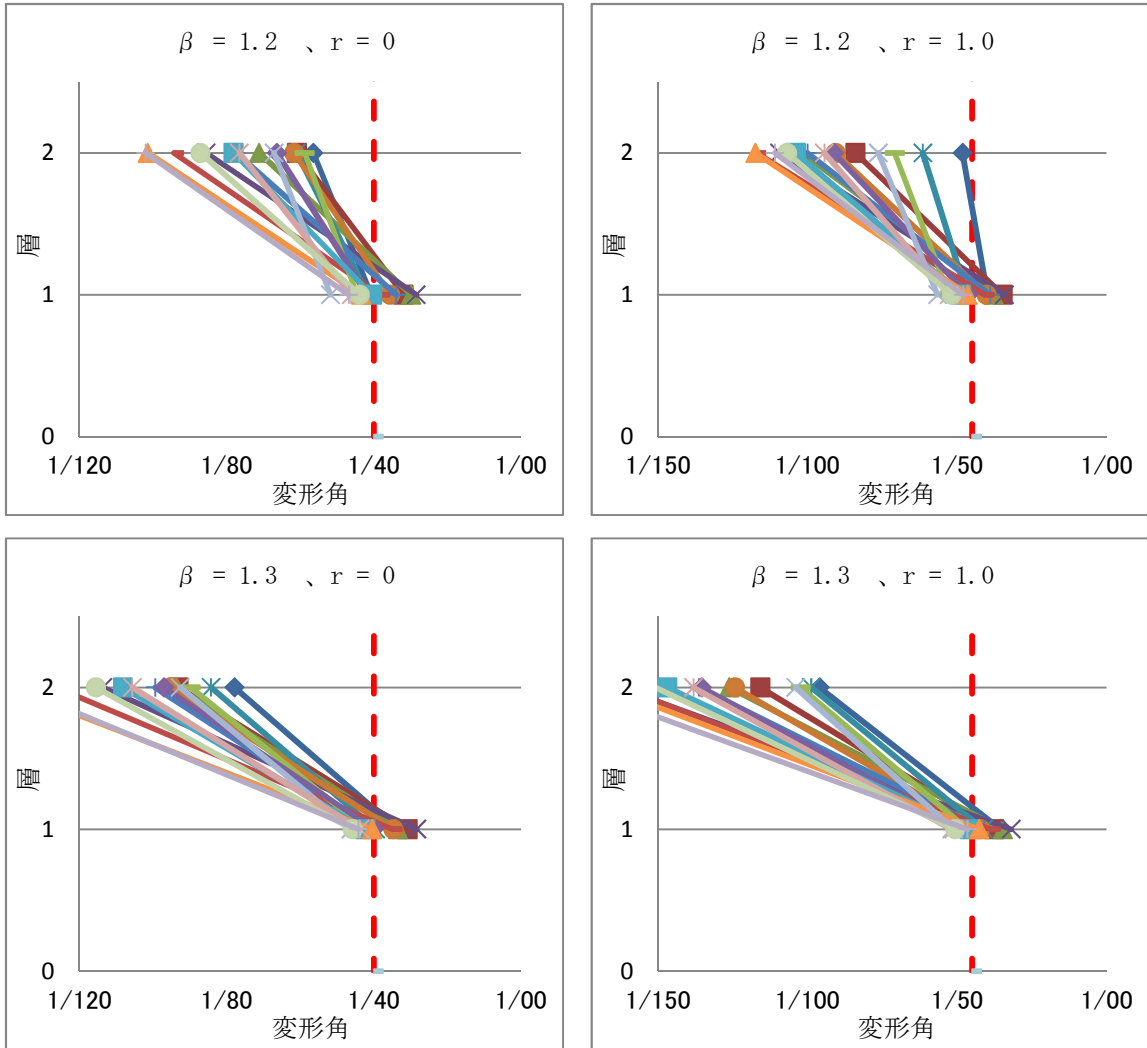 β = 1.2 、r = 0
2
1
0
層
1/120 1/80 1/40 1/00
変形角
β = 1.2 、r = 1.0
2
1
0
層
1/150 1/100 1/50 1/00
変形角
β = 1.3 、r = 0
2
1
0
層
1/120 1/80 1/40 1/00
変形角
β = 1.3 、r = 1.0
2
1
0
層
1/150 1/100 1/50 1/00
変形角